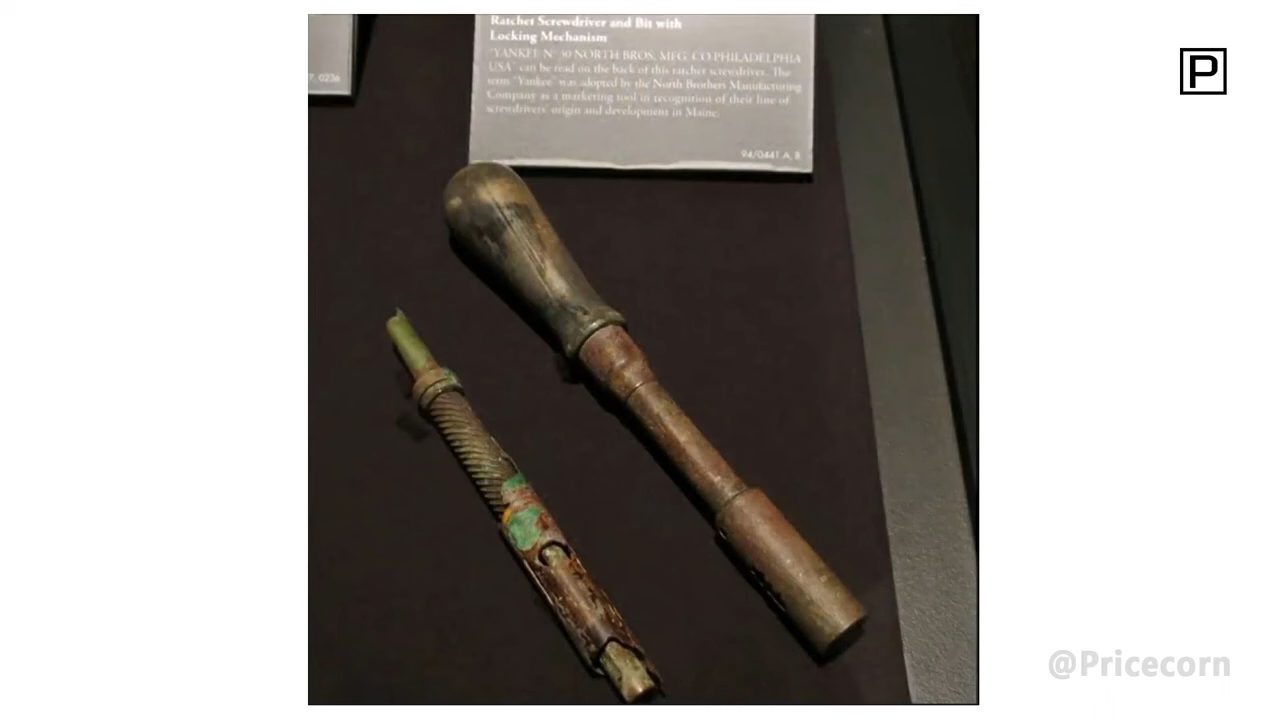 Ratchet Screwdriver and Bit with
Locking Mechanism
"YANKEE Nº 30 NORTH BROS. MFG. CO PHILADELPHIA
USA" can be read on the back of this ratchet screwdriver. The
term "Yankee" was adopted by the North Brothers Manufacturing
Company as a marketing tool in recognition of their line of
screwdrivers' origin and development in Maine.
94/0441 A, B
0236
P
@Pricecorn